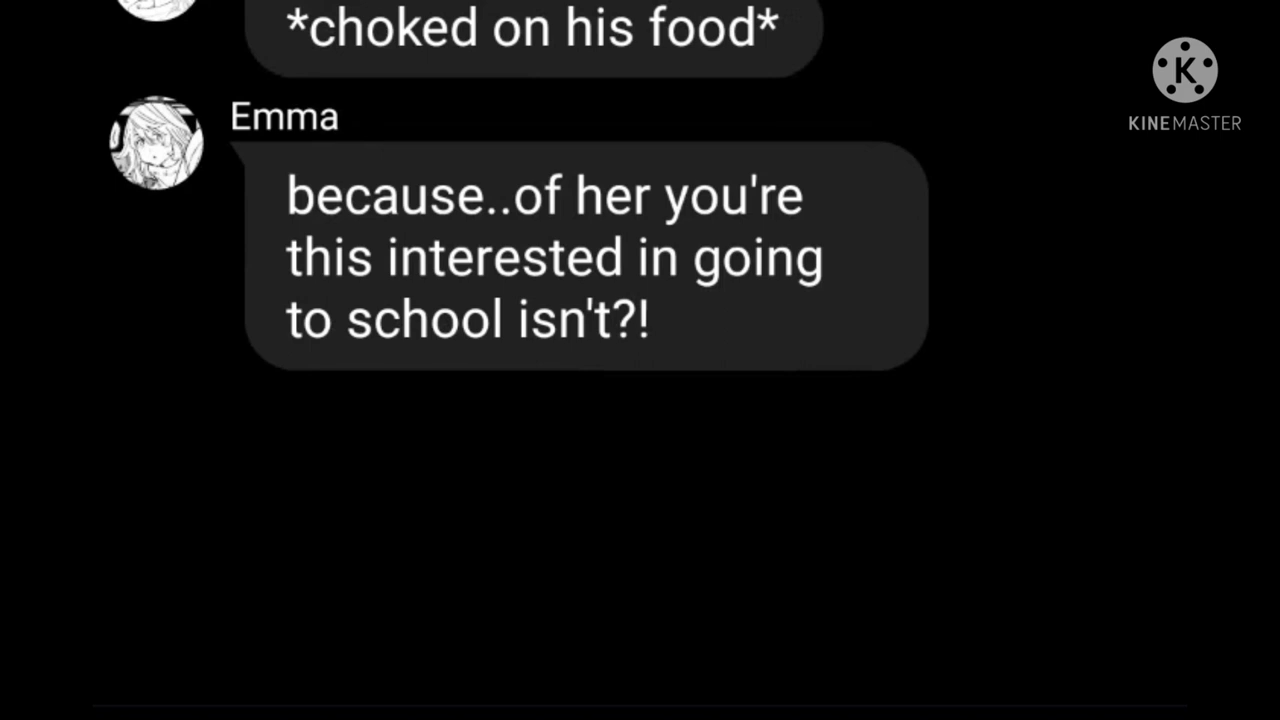 *choked on his food*
K
KINEMASTER
Emma
because..of her you're
this interested in going
to school isn't?!